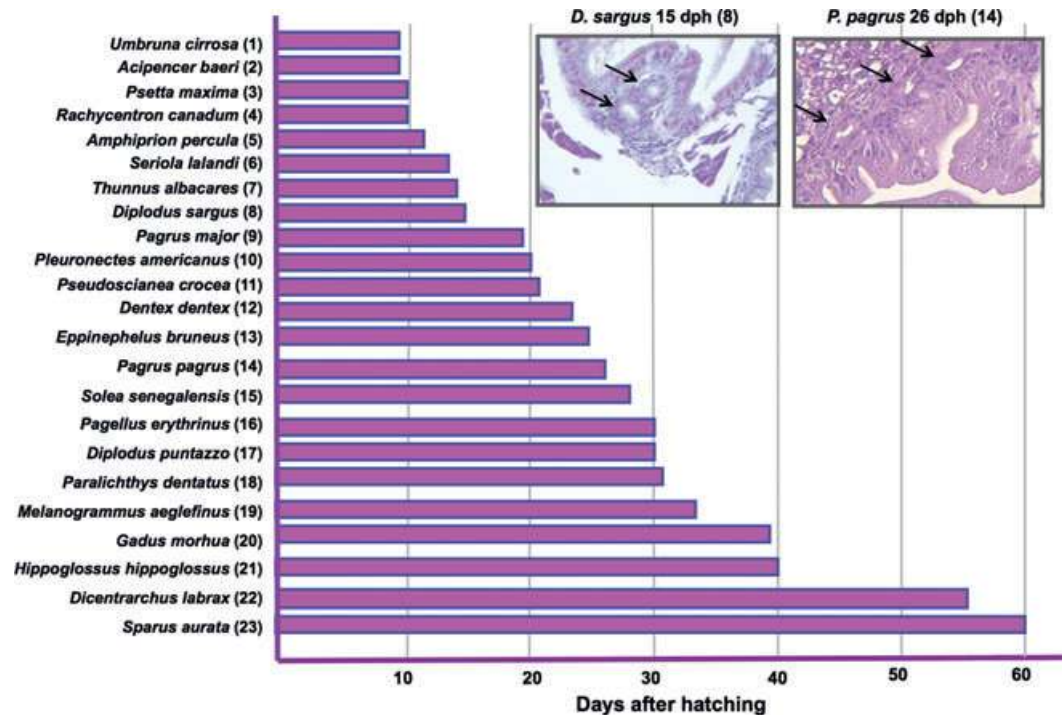 D. sargus 15 dph (8)
P. pagrus 26 dph (14)
Umbruna cirrosa (1)
Acipencer baeri (2)
Psetta maxima (3)
Rachycentron canadum (4)
Amphiprion percula (5)
Seriola lalandi (6)
Thunnus albacares (7)
Diplodus sargus (8)
Pagrus major (9)
Pleuronectes americanus (10)
Pseudoscianea crocea (11)
Dentex dentex (12)
Eppinephelus bruneus (13)
Pagrus pagrus (14)
Solea senegalensis (15)
Pagellus erythrinus (16)
Diplodus puntazzo (17)
Paralichthys dentatus (18)
Melanogrammus aeglefinus (19)
Gadus morhua (20)
Hippoglossus hippoglossus (21)
Dicentrarchus labrax (22)
Sparus aurata (23)
10 20 30 40 50 60
Days after hatching